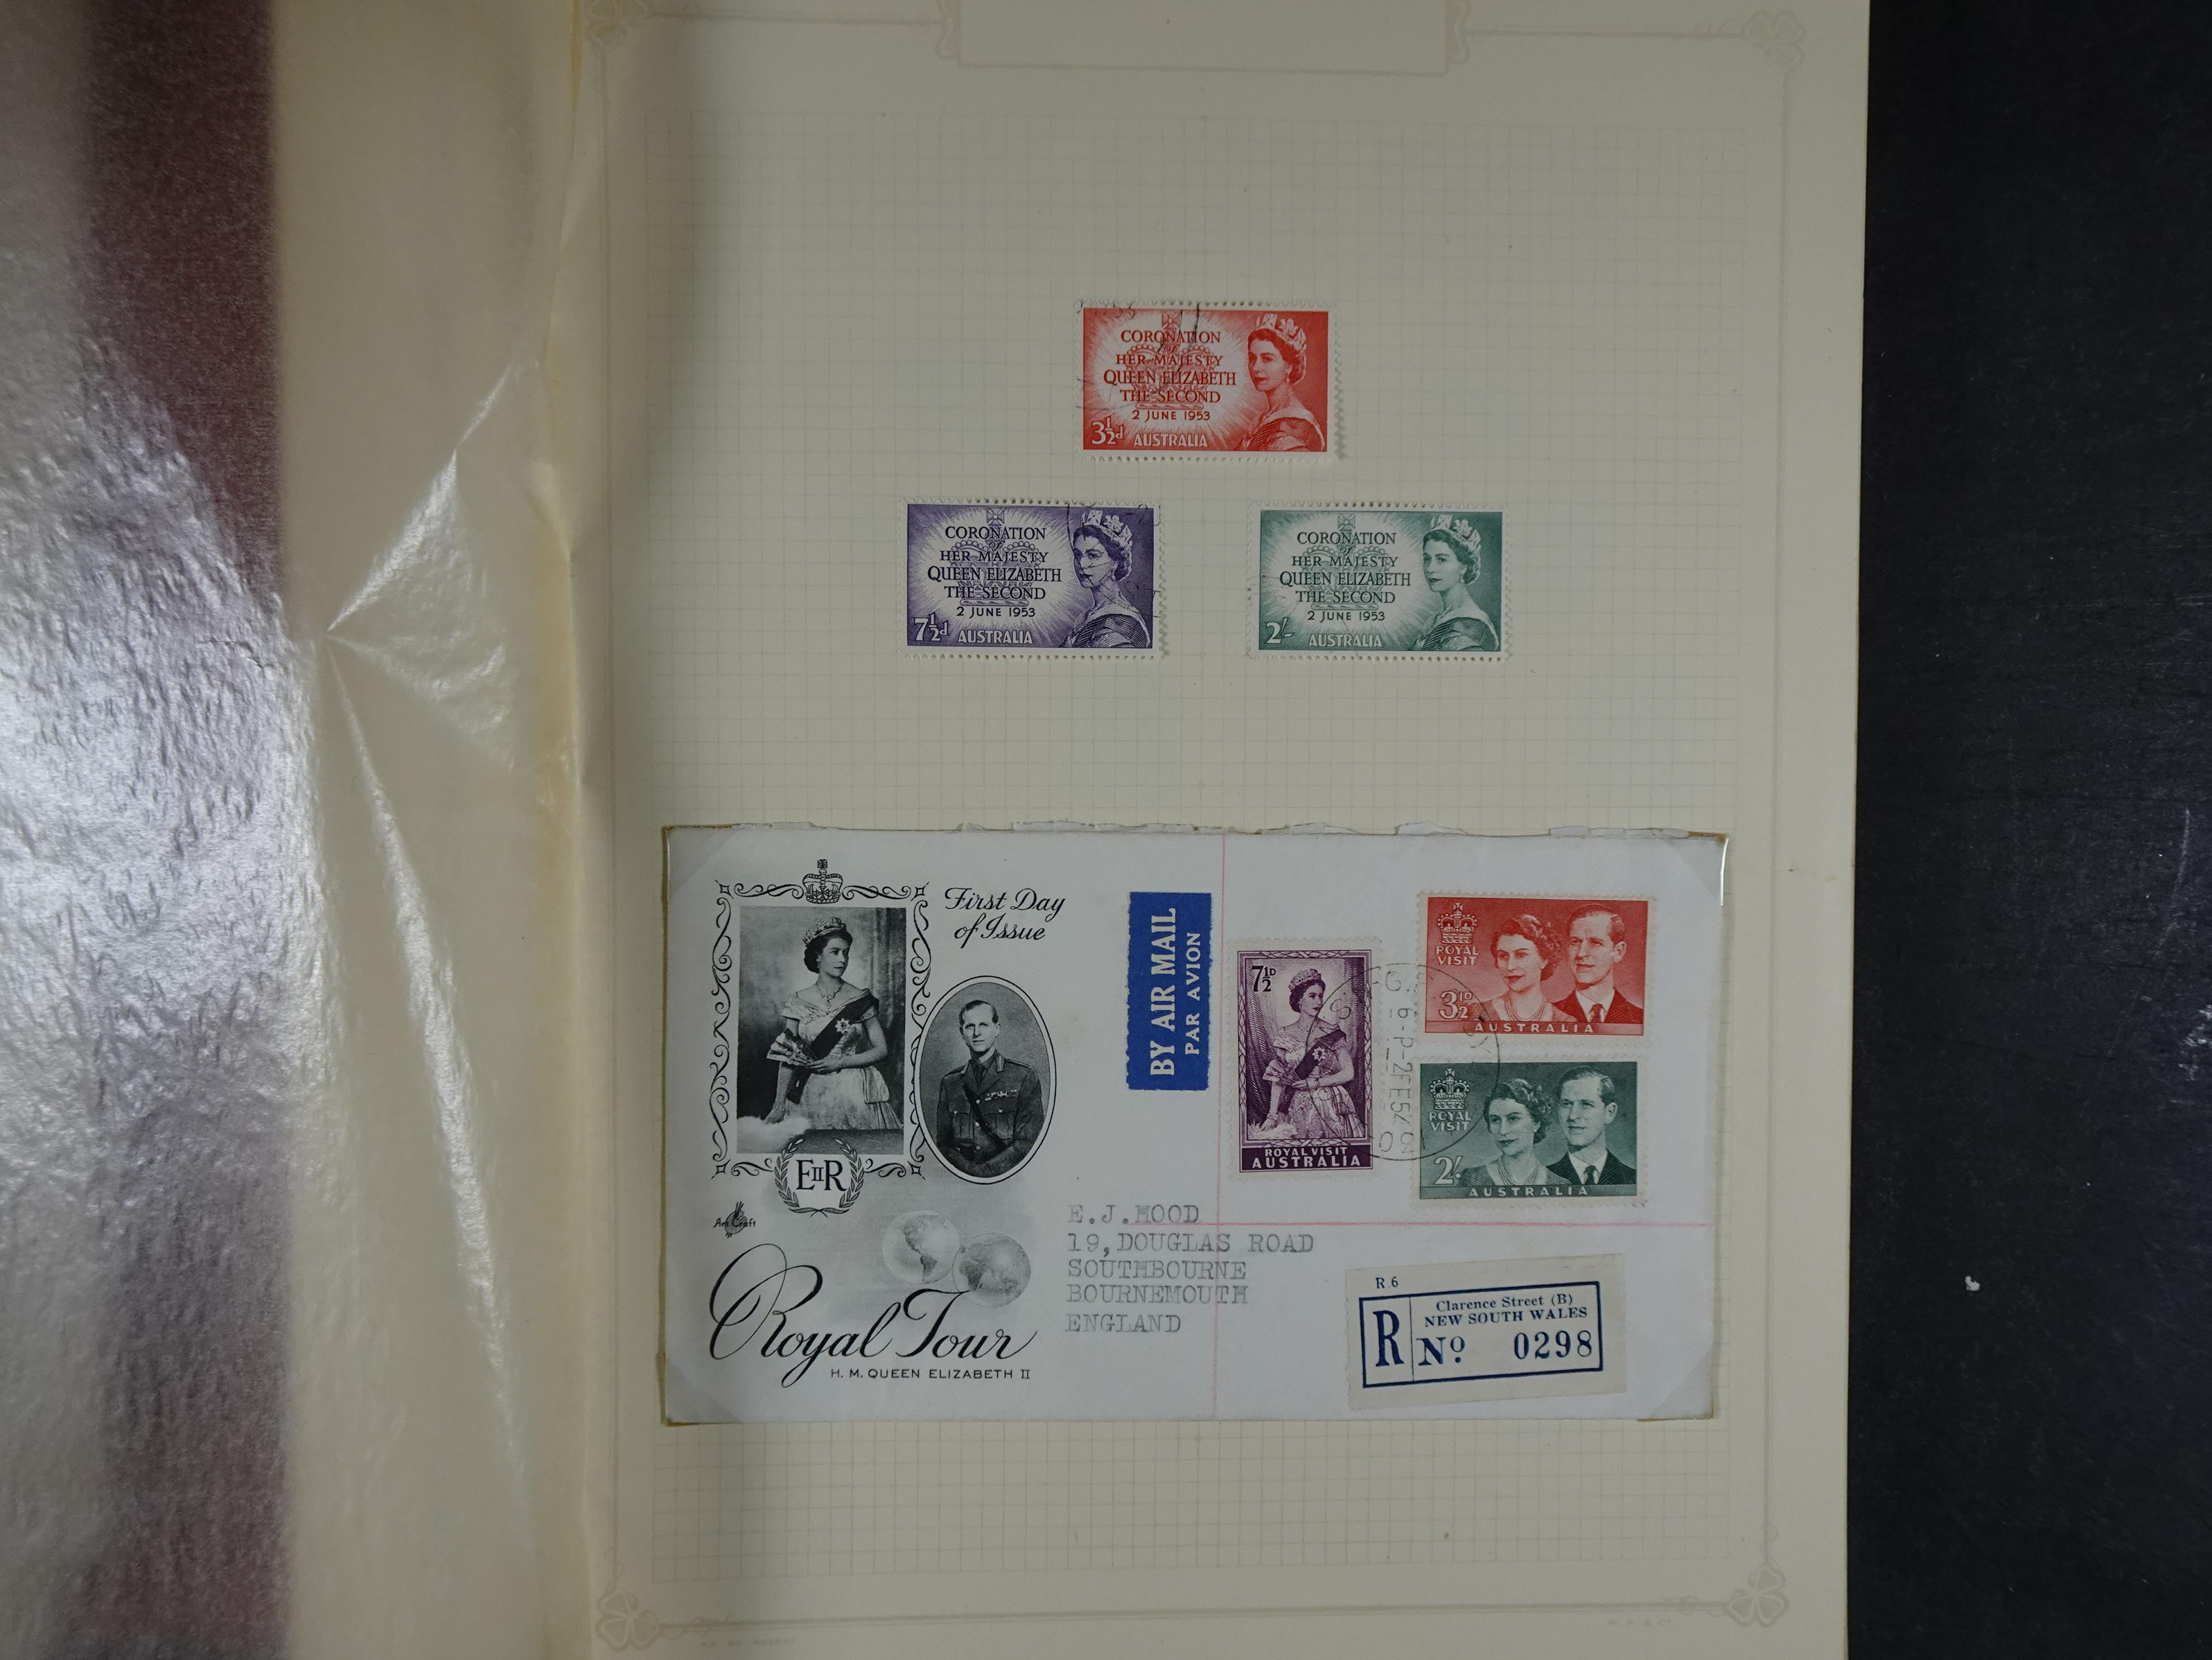 CORONATION
of
HER MAJESTY
QUEEN ELIZABETH
THE SECOND
2 JUNE 1953
3½d AUSTRALIA
CORONATION
of
HER MAJESTY
QUEEN ELIZABETH
THE SECOND
2 JUNE 1953
7½d AUSTRALIA
CORONATION
of
HER MAJESTY
QUEEN ELIZABETH
THE SECOND
2 JUNE 1953
2/- AUSTRALIA
First Day
of Issue
EIIR
Art Craft
Royal Tour
H. M. QUEEN ELIZABETH II
BY AIR MAIL
PAR AVION
7½D
ROYAL VISIT
AUSTRALIA
ROYAL
VISIT
3½D
AUSTRALIA
ROYAL
VISIT
2/-
AUSTRALIA
6-P-2FE54
E.J.MOOD
19,DOUGLAS ROAD
SOUTHBOURNE
BOURNEMOUTH
ENGLAND
R 6
R
Clarence Street (B)
NEW SOUTH WALES
No 0298